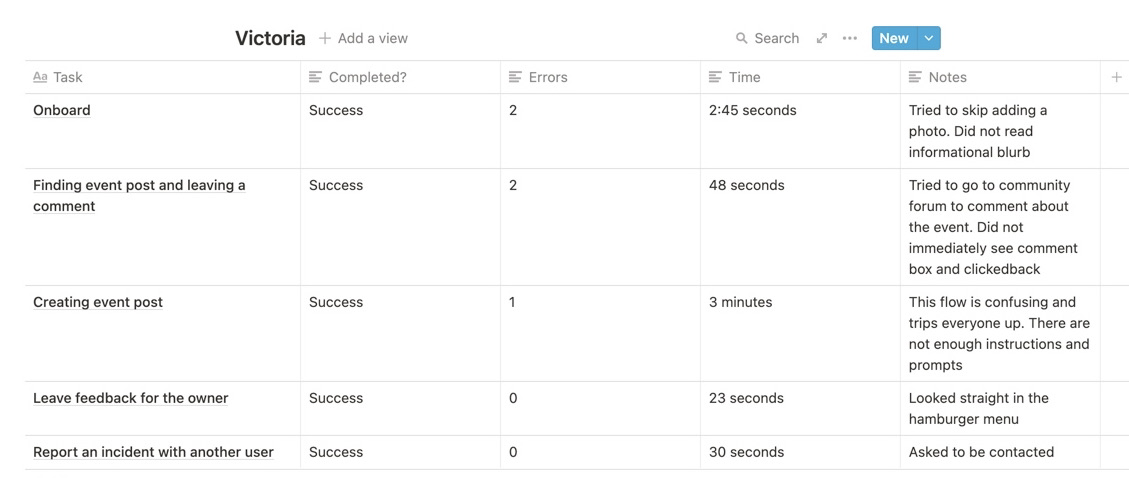 Victoria + Add a view Search New
Aa Task Completed? Errors Time Notes +
Onboard Success 2 2:45 seconds Tried to skip adding a
photo. Did not read
informational blurb
Finding event post and leaving a Success 2 48 seconds Tried to go to community
comment forum to comment about
the event. Did not
immediately see comment
box and clickedback
Creating event post Success 1 3 minutes This flow is confusing and
trips everyone up. There are
not enough instructions and
prompts
Leave feedback for the owner Success 0 23 seconds Looked straight in the
hamburger menu
Report an incident with another user Success 0 30 seconds Asked to be contacted